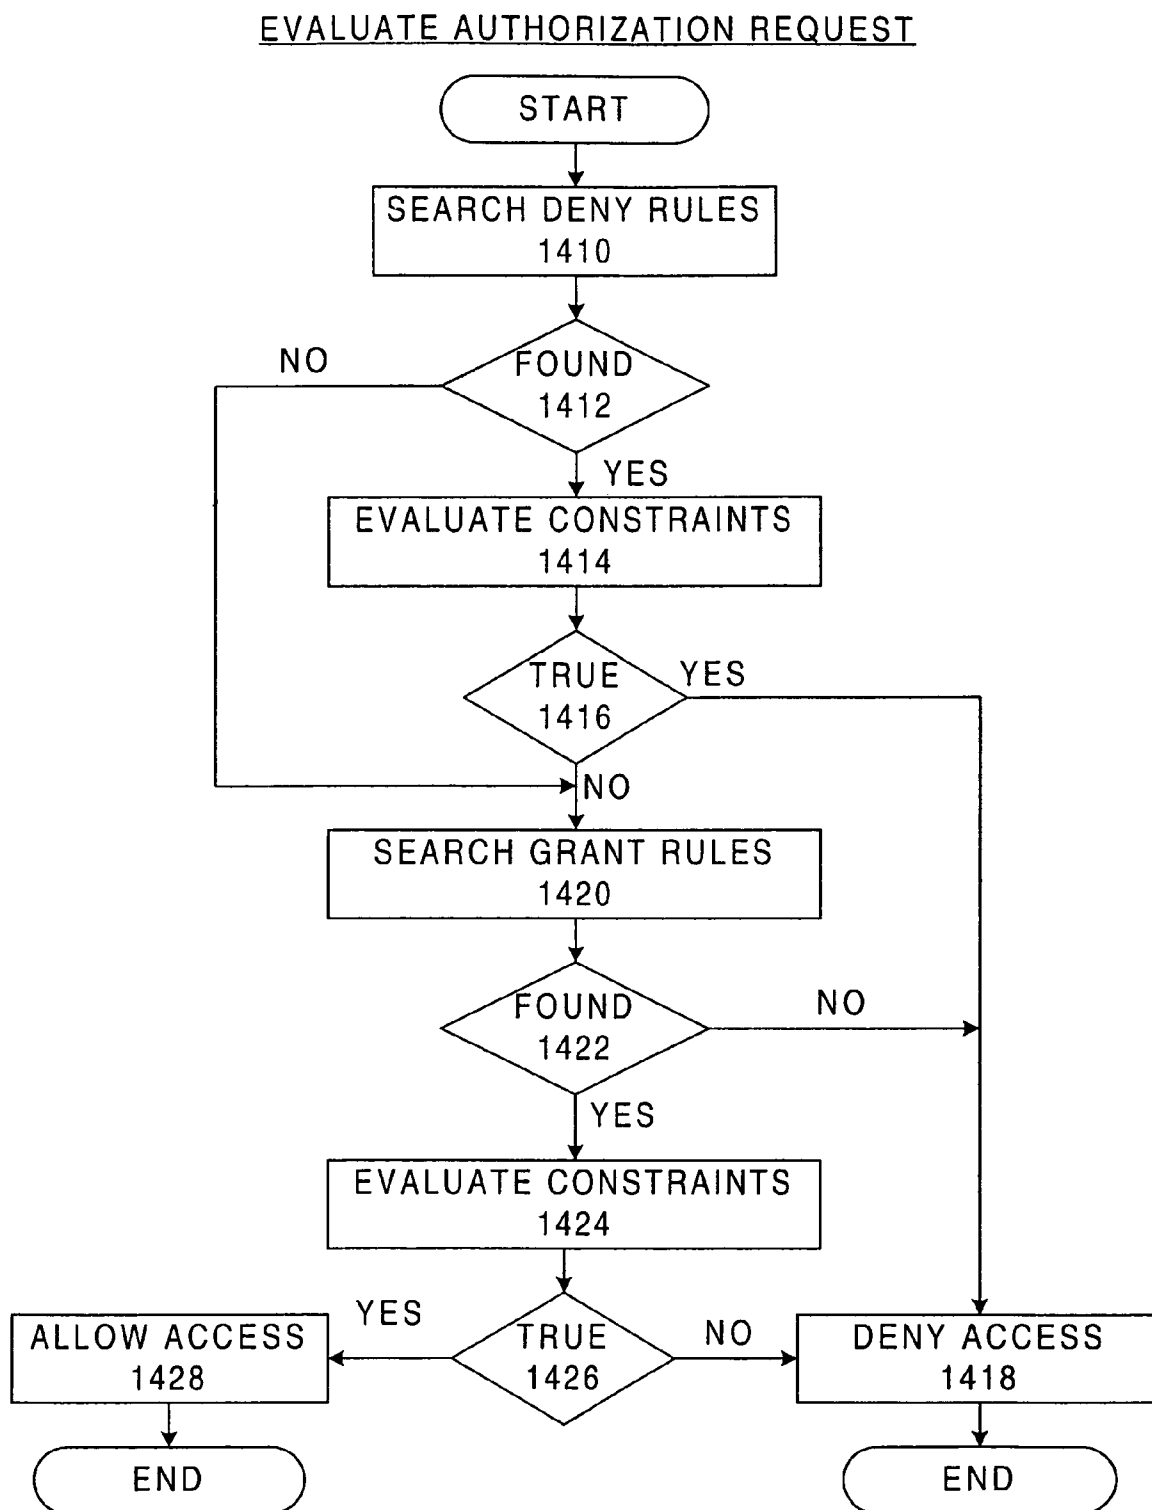 EVALUATE AUTHORIZATION REQUEST
START
SEARCH DENY RULES
1410
NO
FOUND
1412
YES
EVALUATE CONSTRAINTS
1414
TRUE
1416
YES
NO
SEARCH GRANT RULES
1420
FOUND
1422
NO
YES
EVALUATE CONSTRAINTS
1424
ALLOW ACCESS
1428
YES
TRUE
1426
NO
DENY ACCESS
1418
END
END